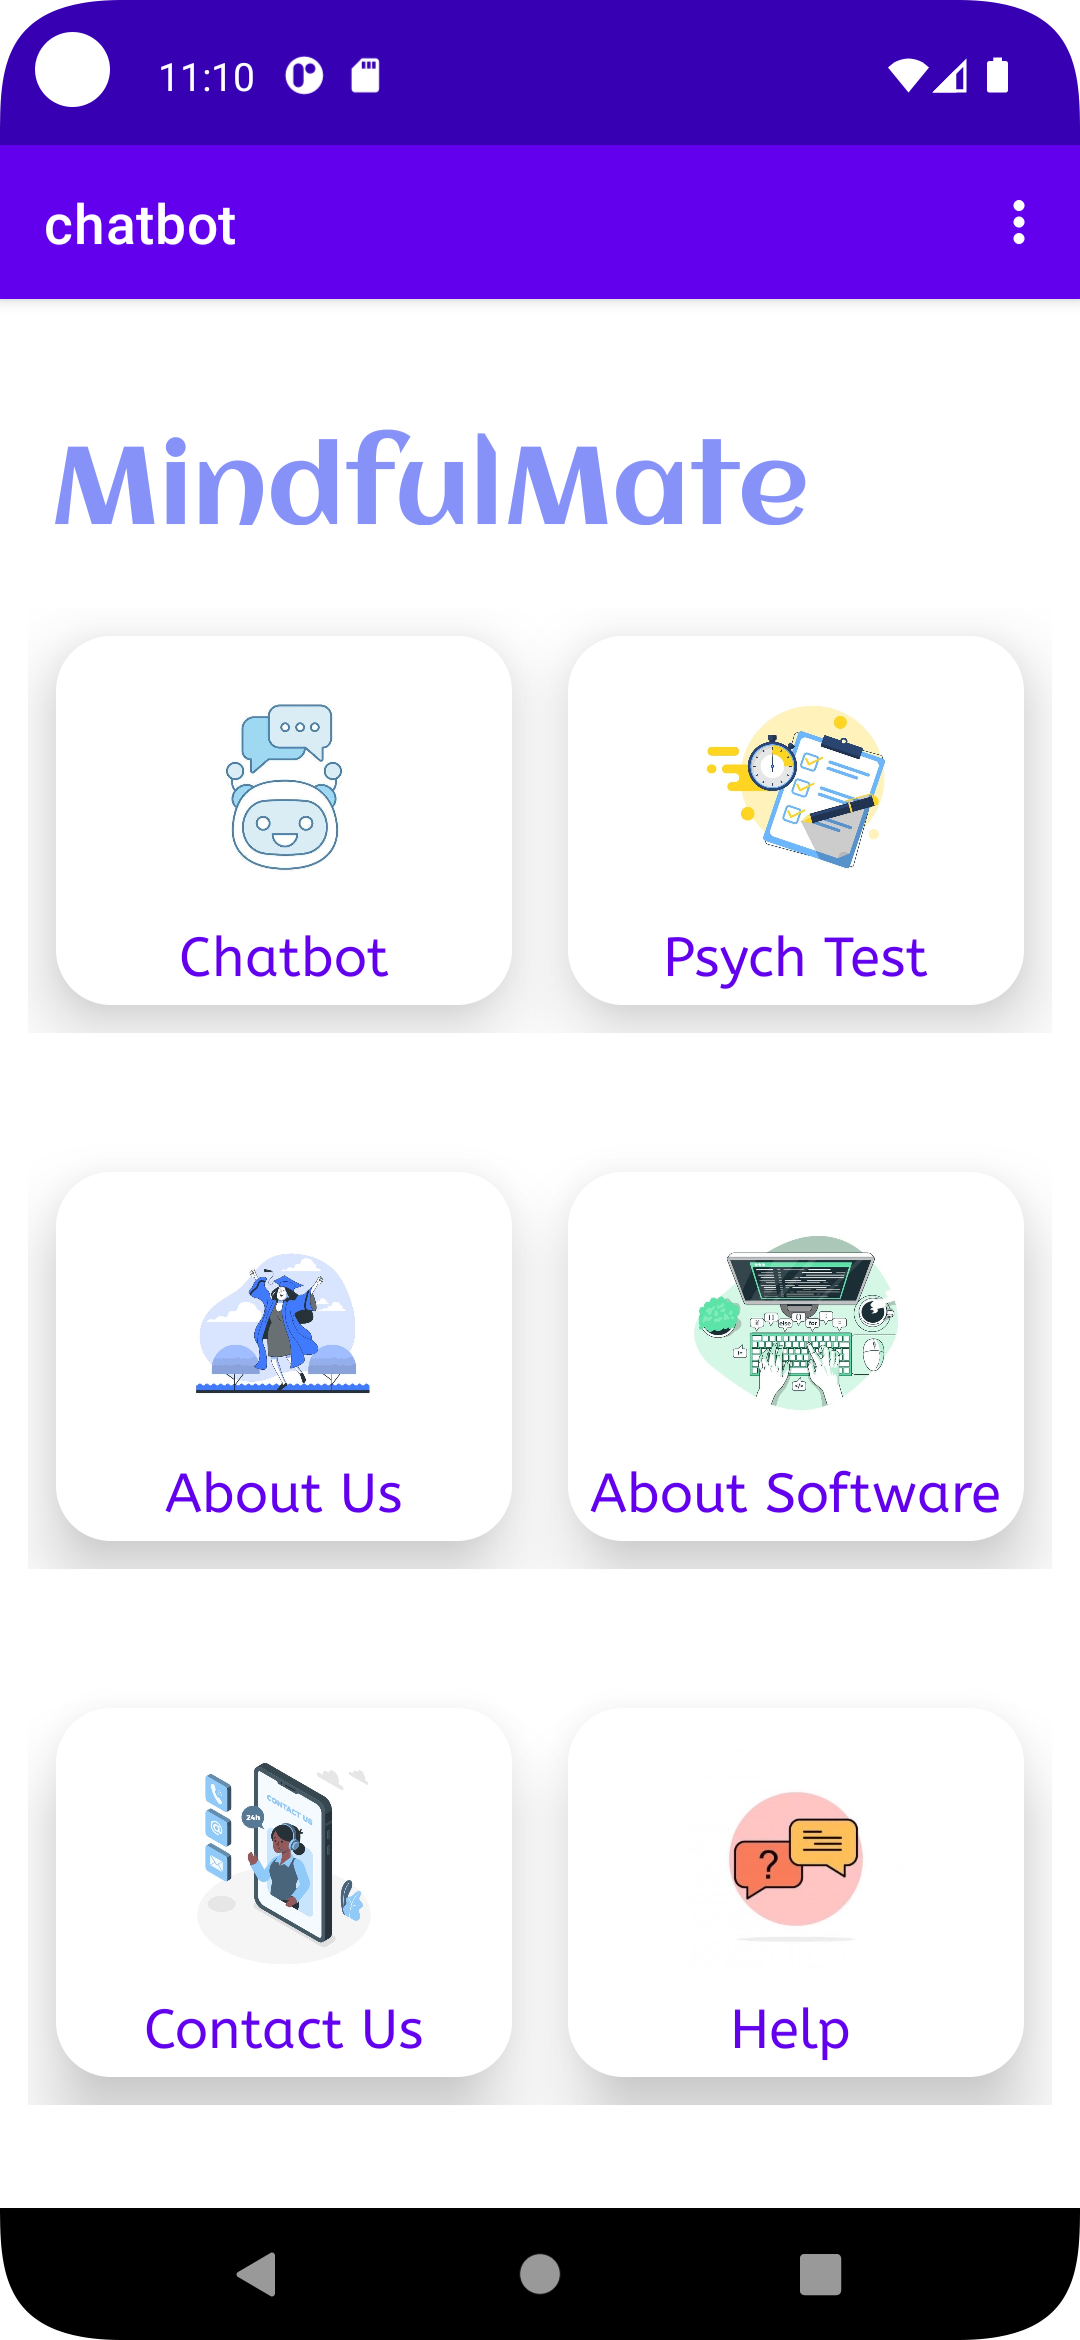 11:10
chatbot
MindfulMate
Chatbot
Psych Test
About Us
About Software
CONTACT US
24h
?
Contact Us
Help